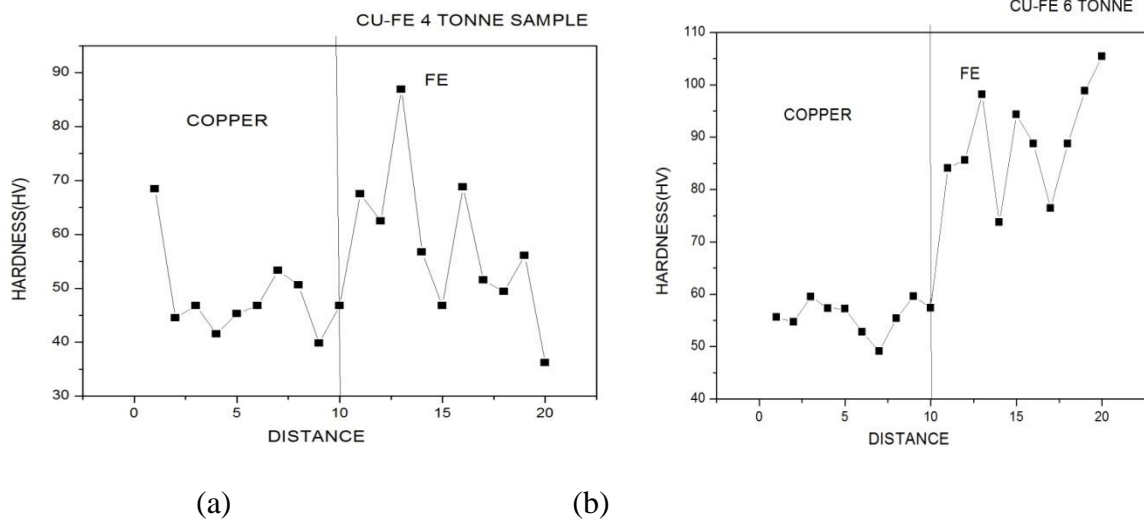 CU-FE 4 TONNE SAMPLE
90
80
70
60
50
40
30
HARDNESS(HV)
COPPER
FE
0
5
10
15
20
DISTANCE
CU-FE 6 TONNE
110
100
90
80
70
60
50
40
HARDNESS(HV)
COPPER
FE
0
5
10
15
20
DISTANCE
(a)
(b)